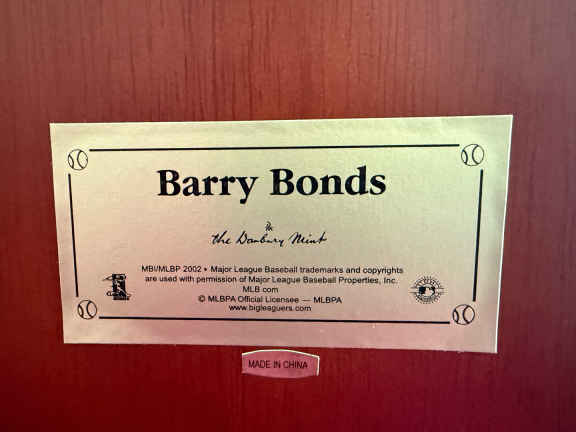 Barry Bonds
the Danbury Mint
MBI/MLBP 2002 • Major League Baseball trademarks and copyrights
are used with permission of Major League Baseball Properties, Inc.
MLB.com
© MLBPA Official Licensee — MLBPA
www.bigleaguers.com
MADE IN CHINA